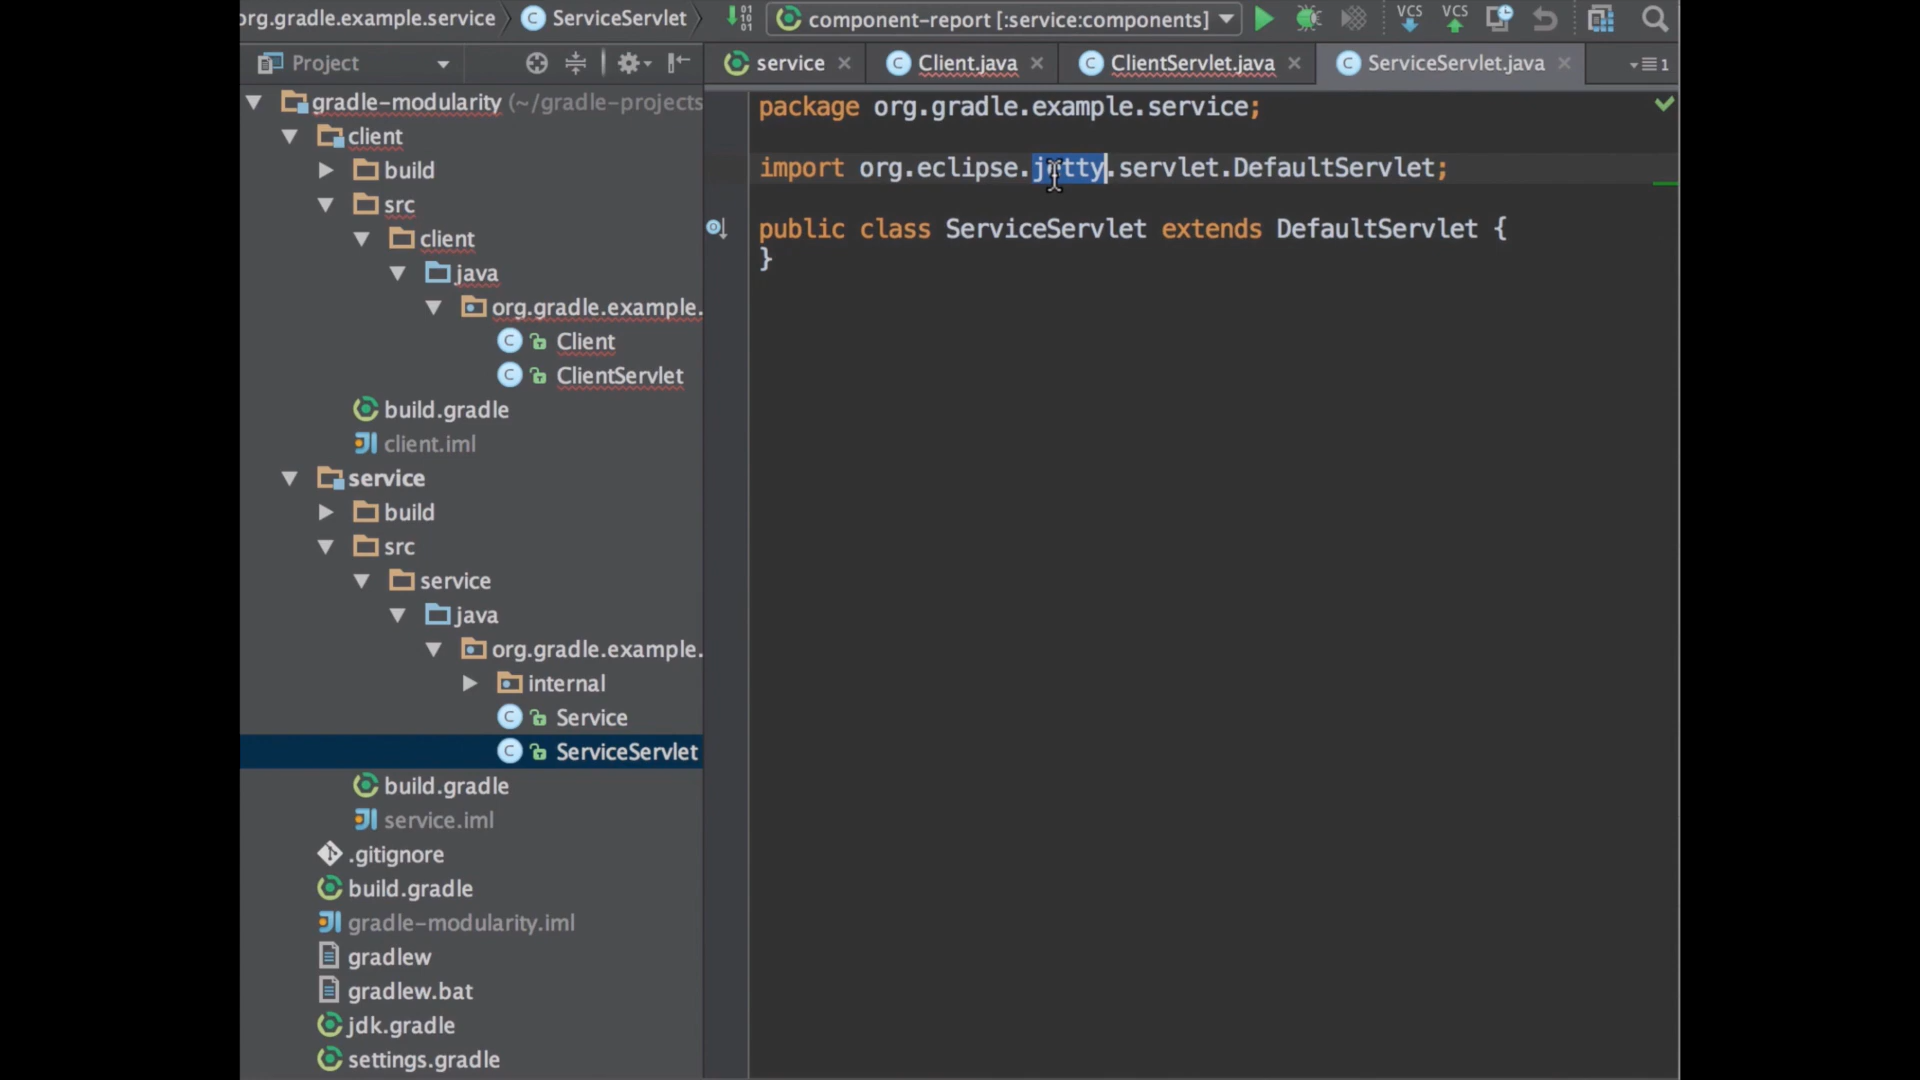 org.gradle.example.service ServiceServlet component-report [:service:components] VCS VCS
Project service Client.java ClientServlet.java ServiceServlet.java 1
gradle-modularity (~/gradle-projects
client
build
src
client
java
org.gradle.example.
Client
ClientServlet
build.gradle
client.iml
service
build
src
service
java
org.gradle.example.
internal
Service
ServiceServlet
build.gradle
service.iml
.gitignore
build.gradle
gradle-modularity.iml
gradlew
gradlew.bat
jdk.gradle
settings.gradle
package org.gradle.example.service;
import org.eclipse.jetty.servlet.DefaultServlet;
public class ServiceServlet extends DefaultServlet {
}